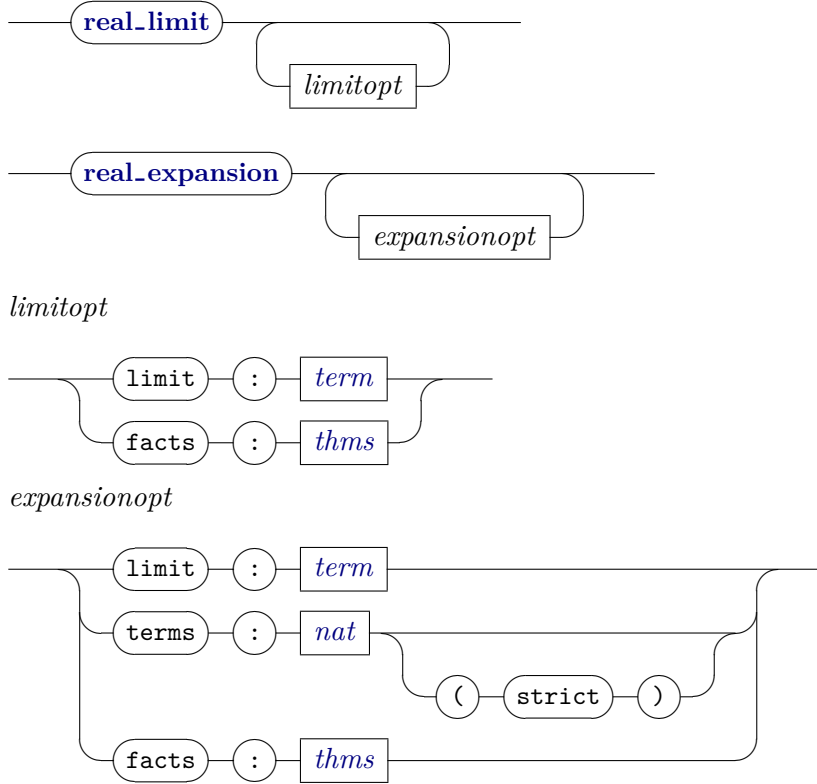 real_limit
limitopt
real_expansion
expansionopt
limitopt
limit : term
facts : thms
expansionopt
limit : term
terms : nat
( strict )
facts : thms